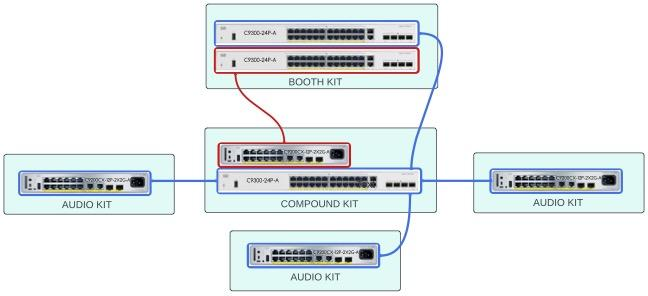 C9300-24P-A
C9300-24P-A
BOOTH KIT
C9200CX-12P-2X2G-A
C9300-24P-A
COMPOUND KIT
C9200CX-12P-2X2G-A
AUDIO KIT
C9200CX-12P-2X2G-A
AUDIO KIT
C9200CX-12P-2X2G-A
AUDIO KIT